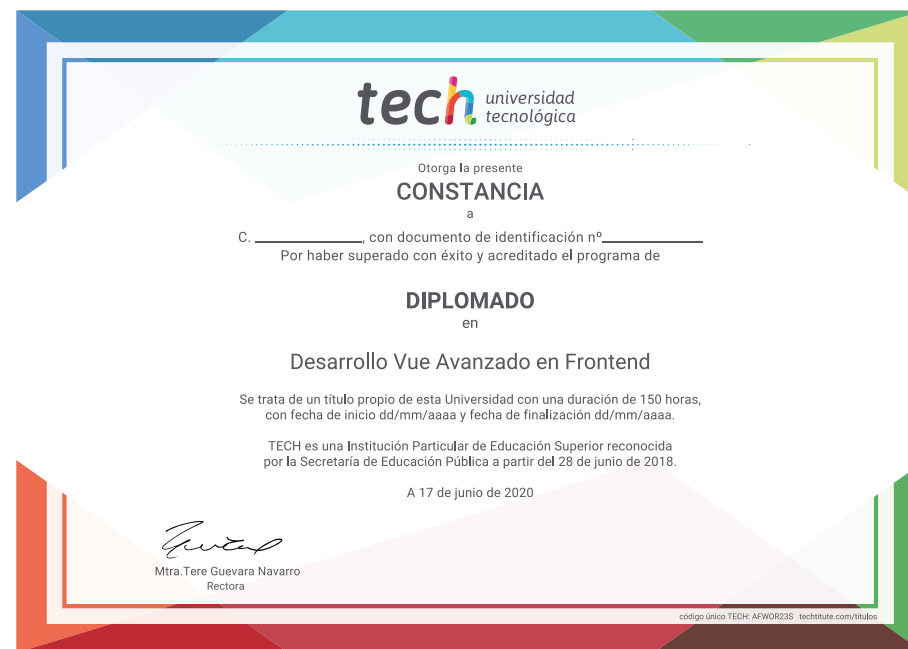 tech universidad
tecnológica
Otorga la presente
CONSTANCIA
a
C. ____________, con documento de identificación nº____________
Por haber superado con éxito y acreditado el programa de
DIPLOMADO
en
Desarrollo Vue Avanzado en Frontend
Se trata de un título propio de esta Universidad con una duración de 150 horas,
con fecha de inicio dd/mm/aaaa y fecha de finalización dd/mm/aaaa.
TECH es una Institución Particular de Educación Superior reconocida
por la Secretaría de Educación Pública a partir del 28 de junio de 2018.
A 17 de junio de 2020
Mtra.Tere Guevara Navarro
Rectora
código único TECH: AFWOR23S techtitute.com/titulos